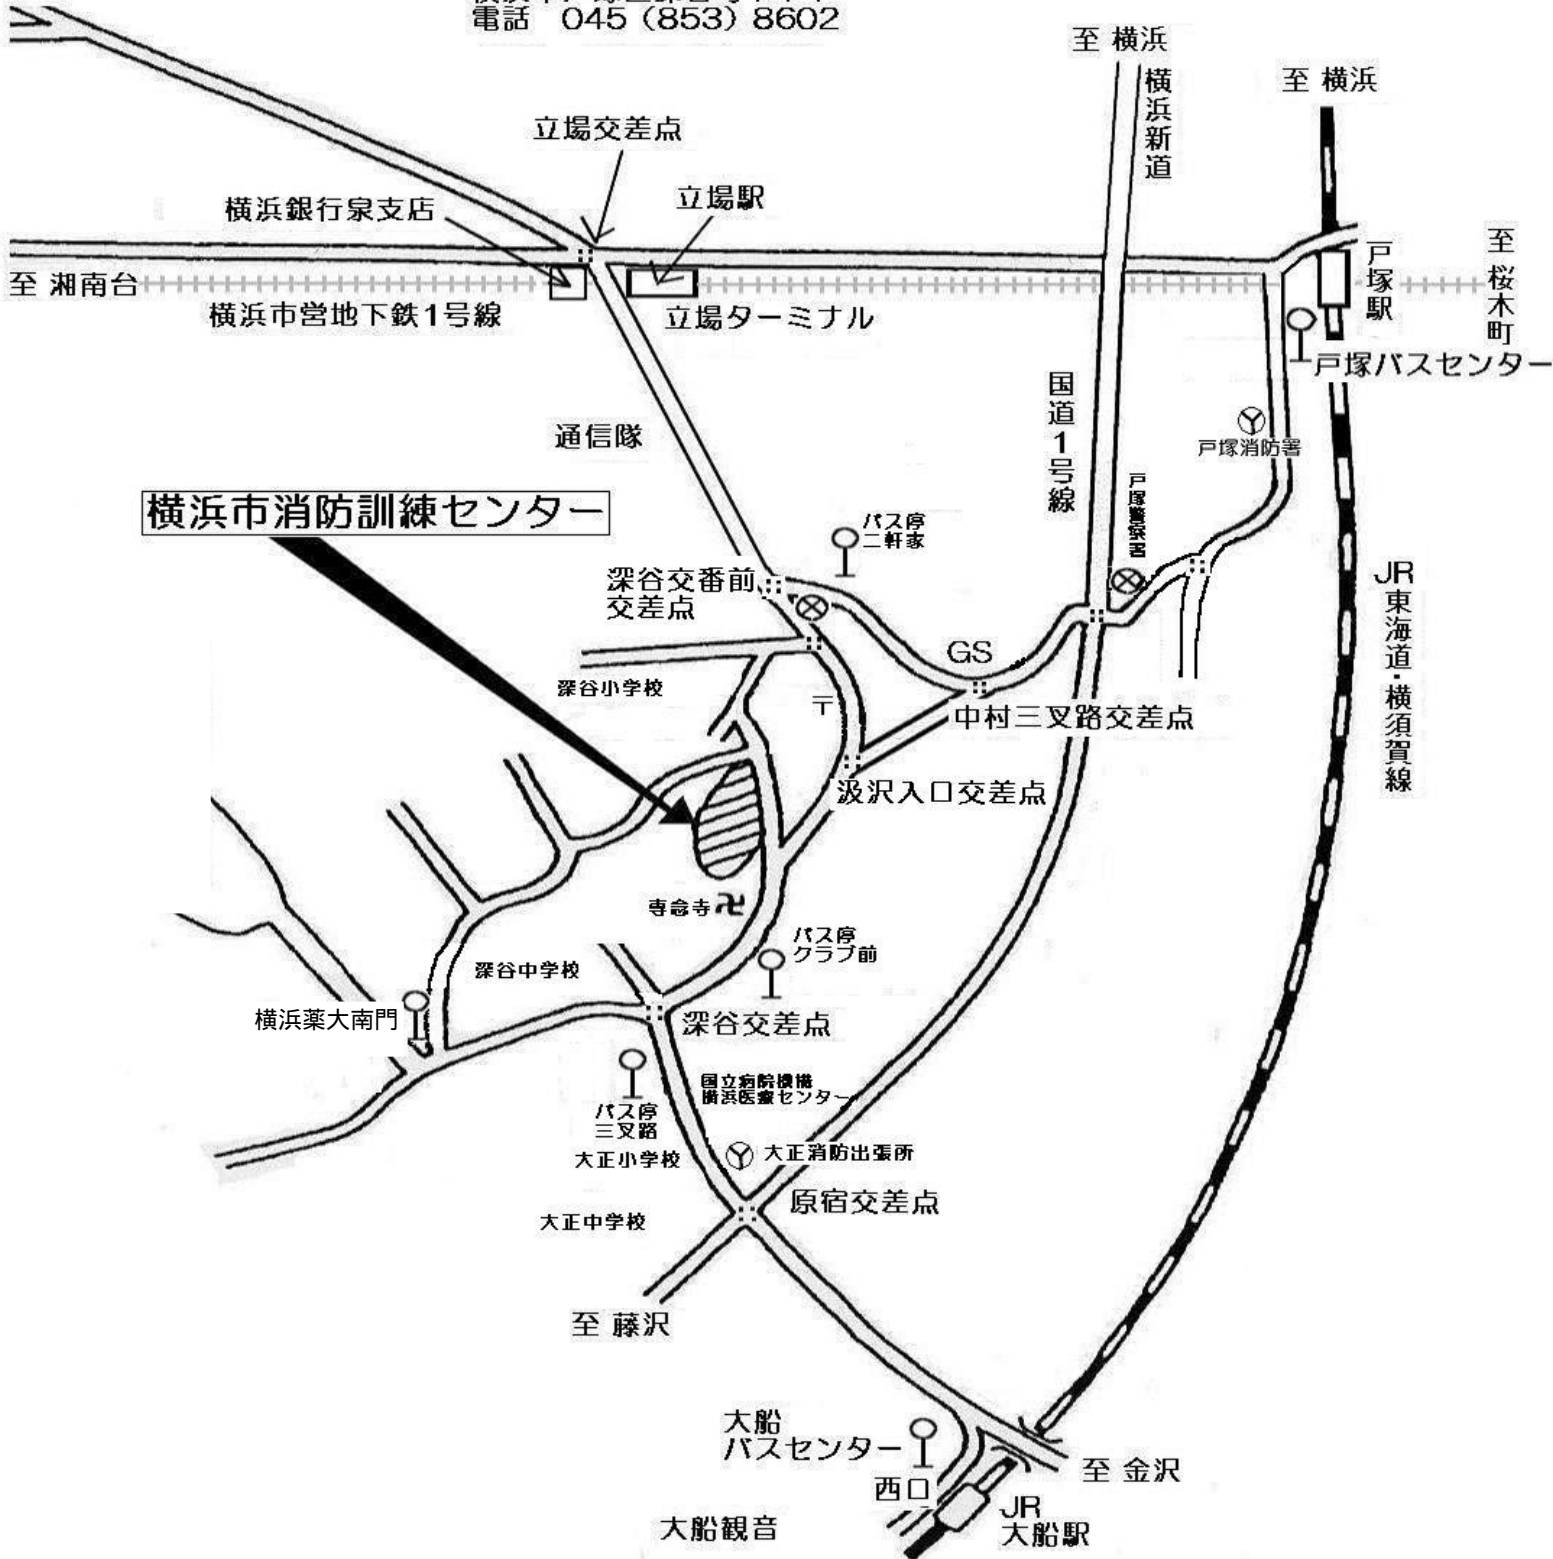 電話 045（853）8602
至 横浜
横浜新道
至 横浜
立場交差点
横浜銀行泉支店
立場駅
至 湘南台
横浜市営地下鉄1号線
立場ターミナル
戸塚駅
至 桜木町
戸塚バスセンター
国道1号線
通信隊
戸塚消防署
戸塚警察署
横浜市消防訓練センター
バス停
二軒家
深谷交番前
交差点
JR東海道・横須賀線
GS
深谷小学校
〒
中村三叉路交差点
汲沢入口交差点
専念寺卍
バス停
クラブ前
深谷中学校
横浜薬大南門
深谷交差点
国立病院機構
横浜医療センター
バス停
三叉路
大正小学校
大正消防出張所
原宿交差点
大正中学校
至 藤沢
大船
バスセンター
西口
至 金沢
JR
大船駅
大船観音